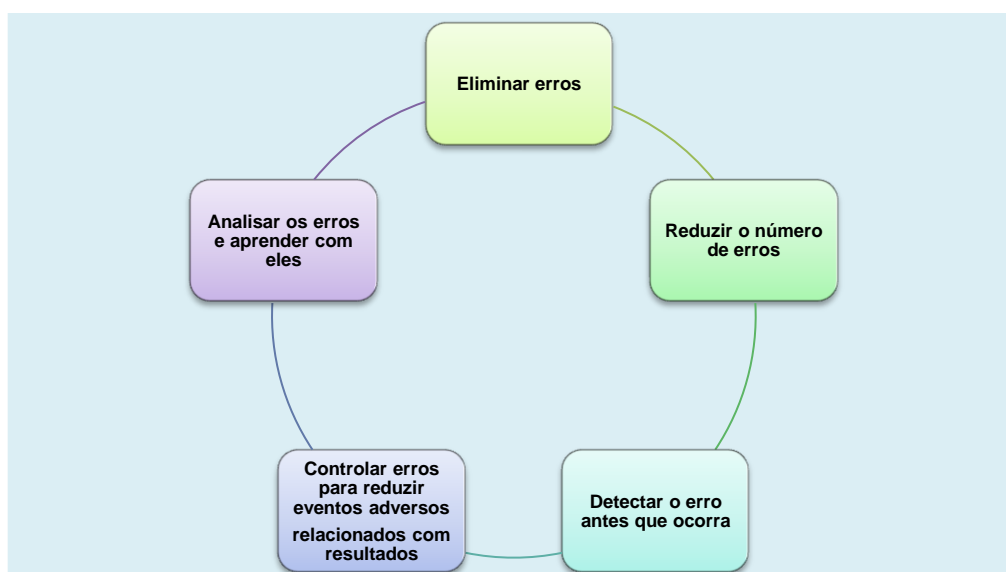 Eliminar erros
Reduzir o número
de erros
Detectar o erro
antes que ocorra
Controlar erros
para reduzir
eventos adversos
relacionados com
resultados
Analisar os erros
e aprender com
eles